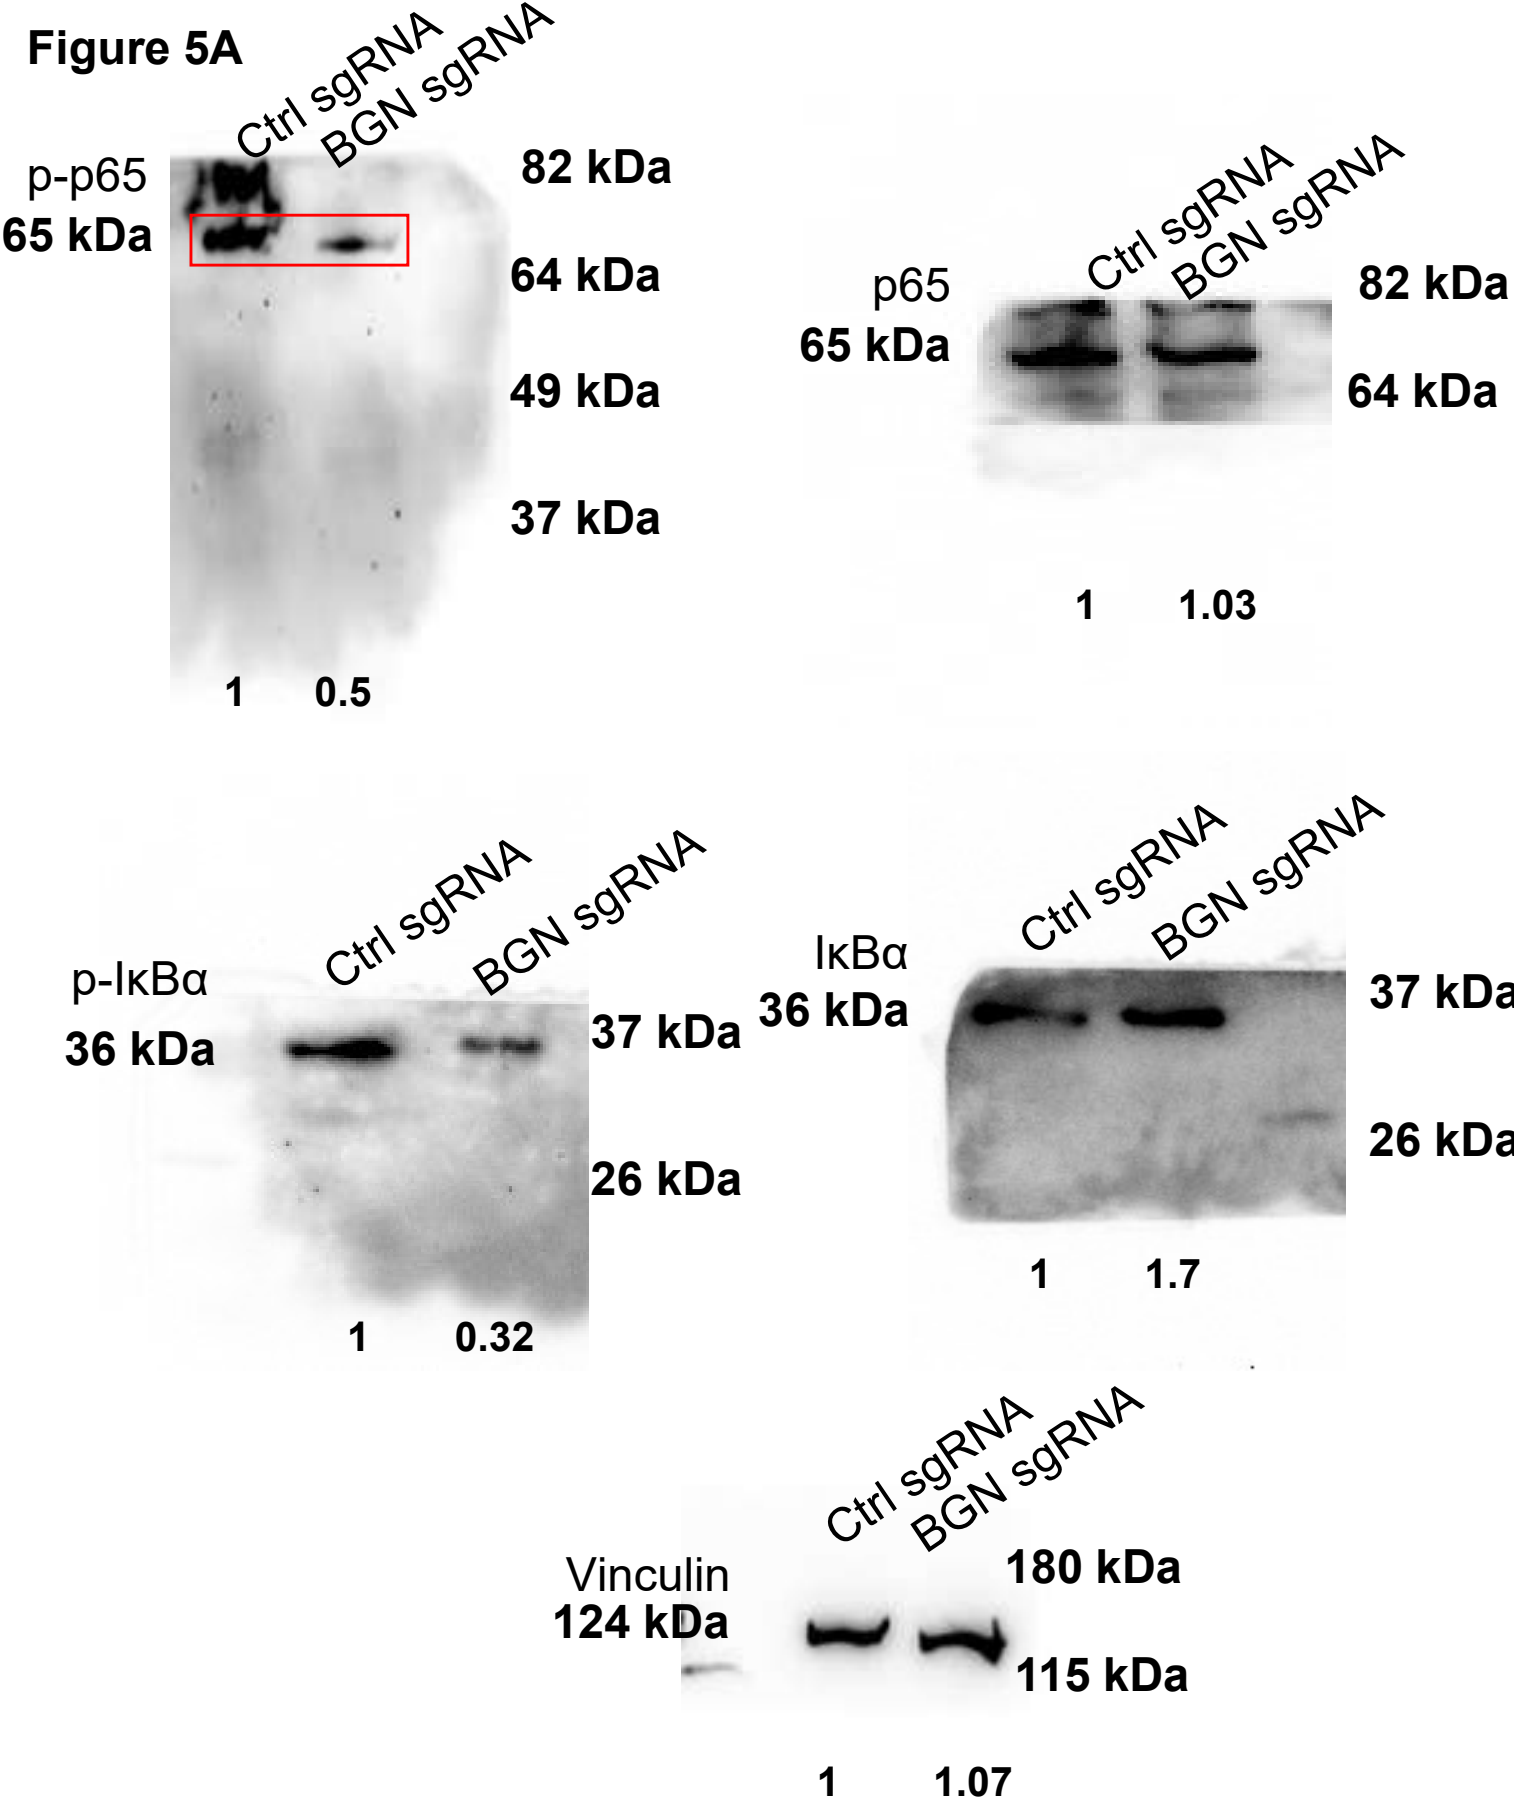 Figure 5A
Ctrl sgRNA
BGN sgRNA
p-p65
65 kDa
82 kDa
64 kDa
49 kDa
37 kDa
1 0.5
Ctrl sgRNA
BGN sgRNA
p65
65 kDa
82 kDa
64 kDa
1 1.03
Ctrl sgRNA
BGN sgRNA
p-IκBα
36 kDa
37 kDa
26 kDa
1 0.32
Ctrl sgRNA
BGN sgRNA
IκBα
36 kDa
37 kDa
26 kDa
1 1.7
Ctrl sgRNA
BGN sgRNA
Vinculin
124 kDa
180 kDa
115 kDa
1 1.07